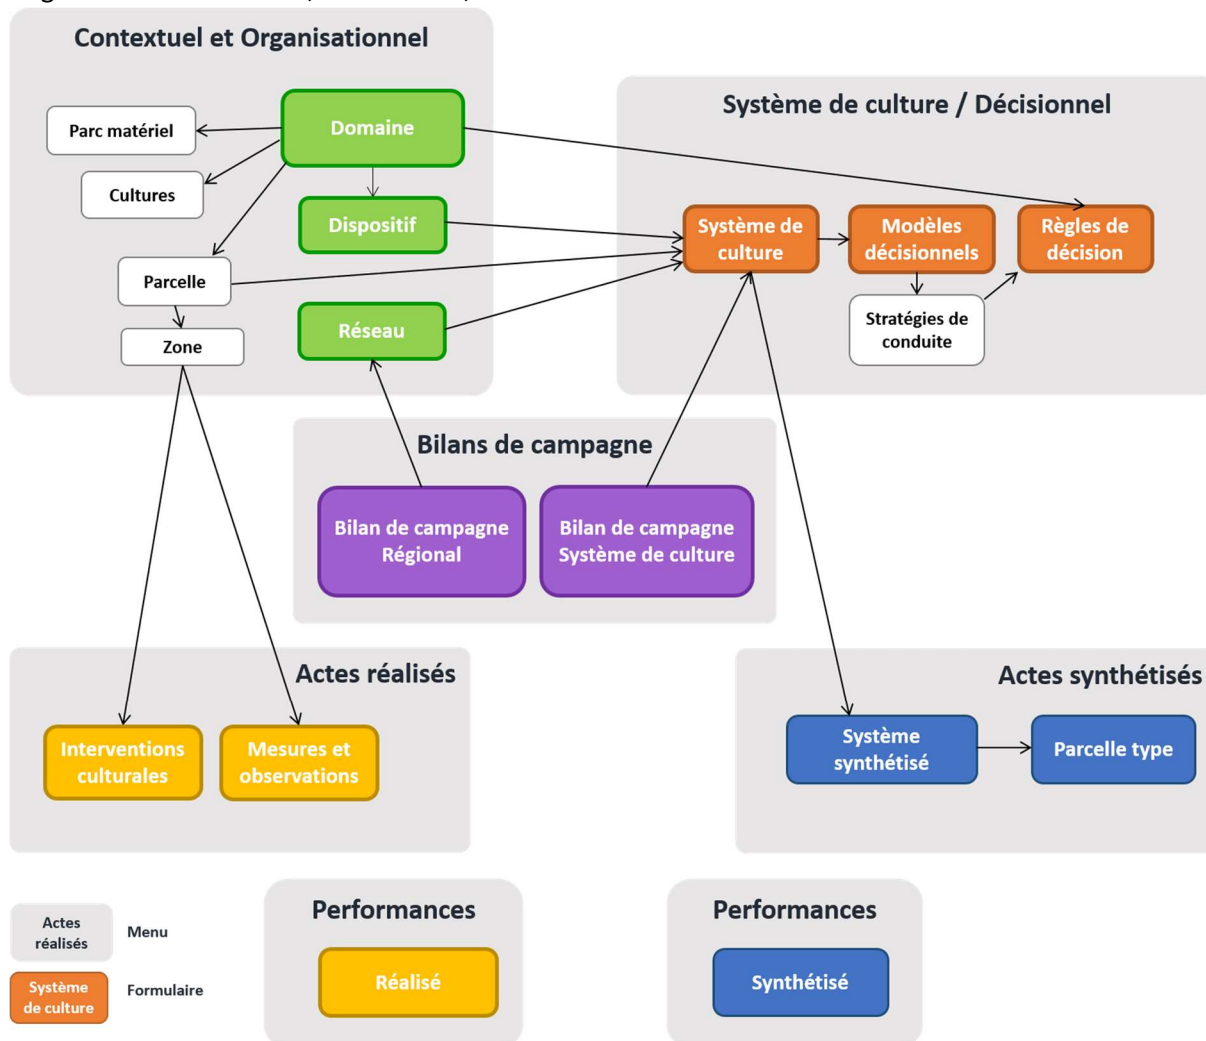 Contextuel et Organisationnel
Parc matériel
Domaine
Cultures
Dispositif
Parcelle
Réseau
Zone
Système de culture / Décisionnel
Système de
culture
Modèles
décisionnels
Règles de
décision
Stratégies de
conduite
Bilans de campagne
Bilan de campagne
Régional
Bilan de campagne
Système de culture
Actes réalisés
Interventions
culturales
Mesures et
observations
Actes synthétisés
Système
synthétisé
Parcelle type
Actes
réalisés
Menu
Système
de culture
Formulaire
Performances
Réalisé
Performances
Synthétisé